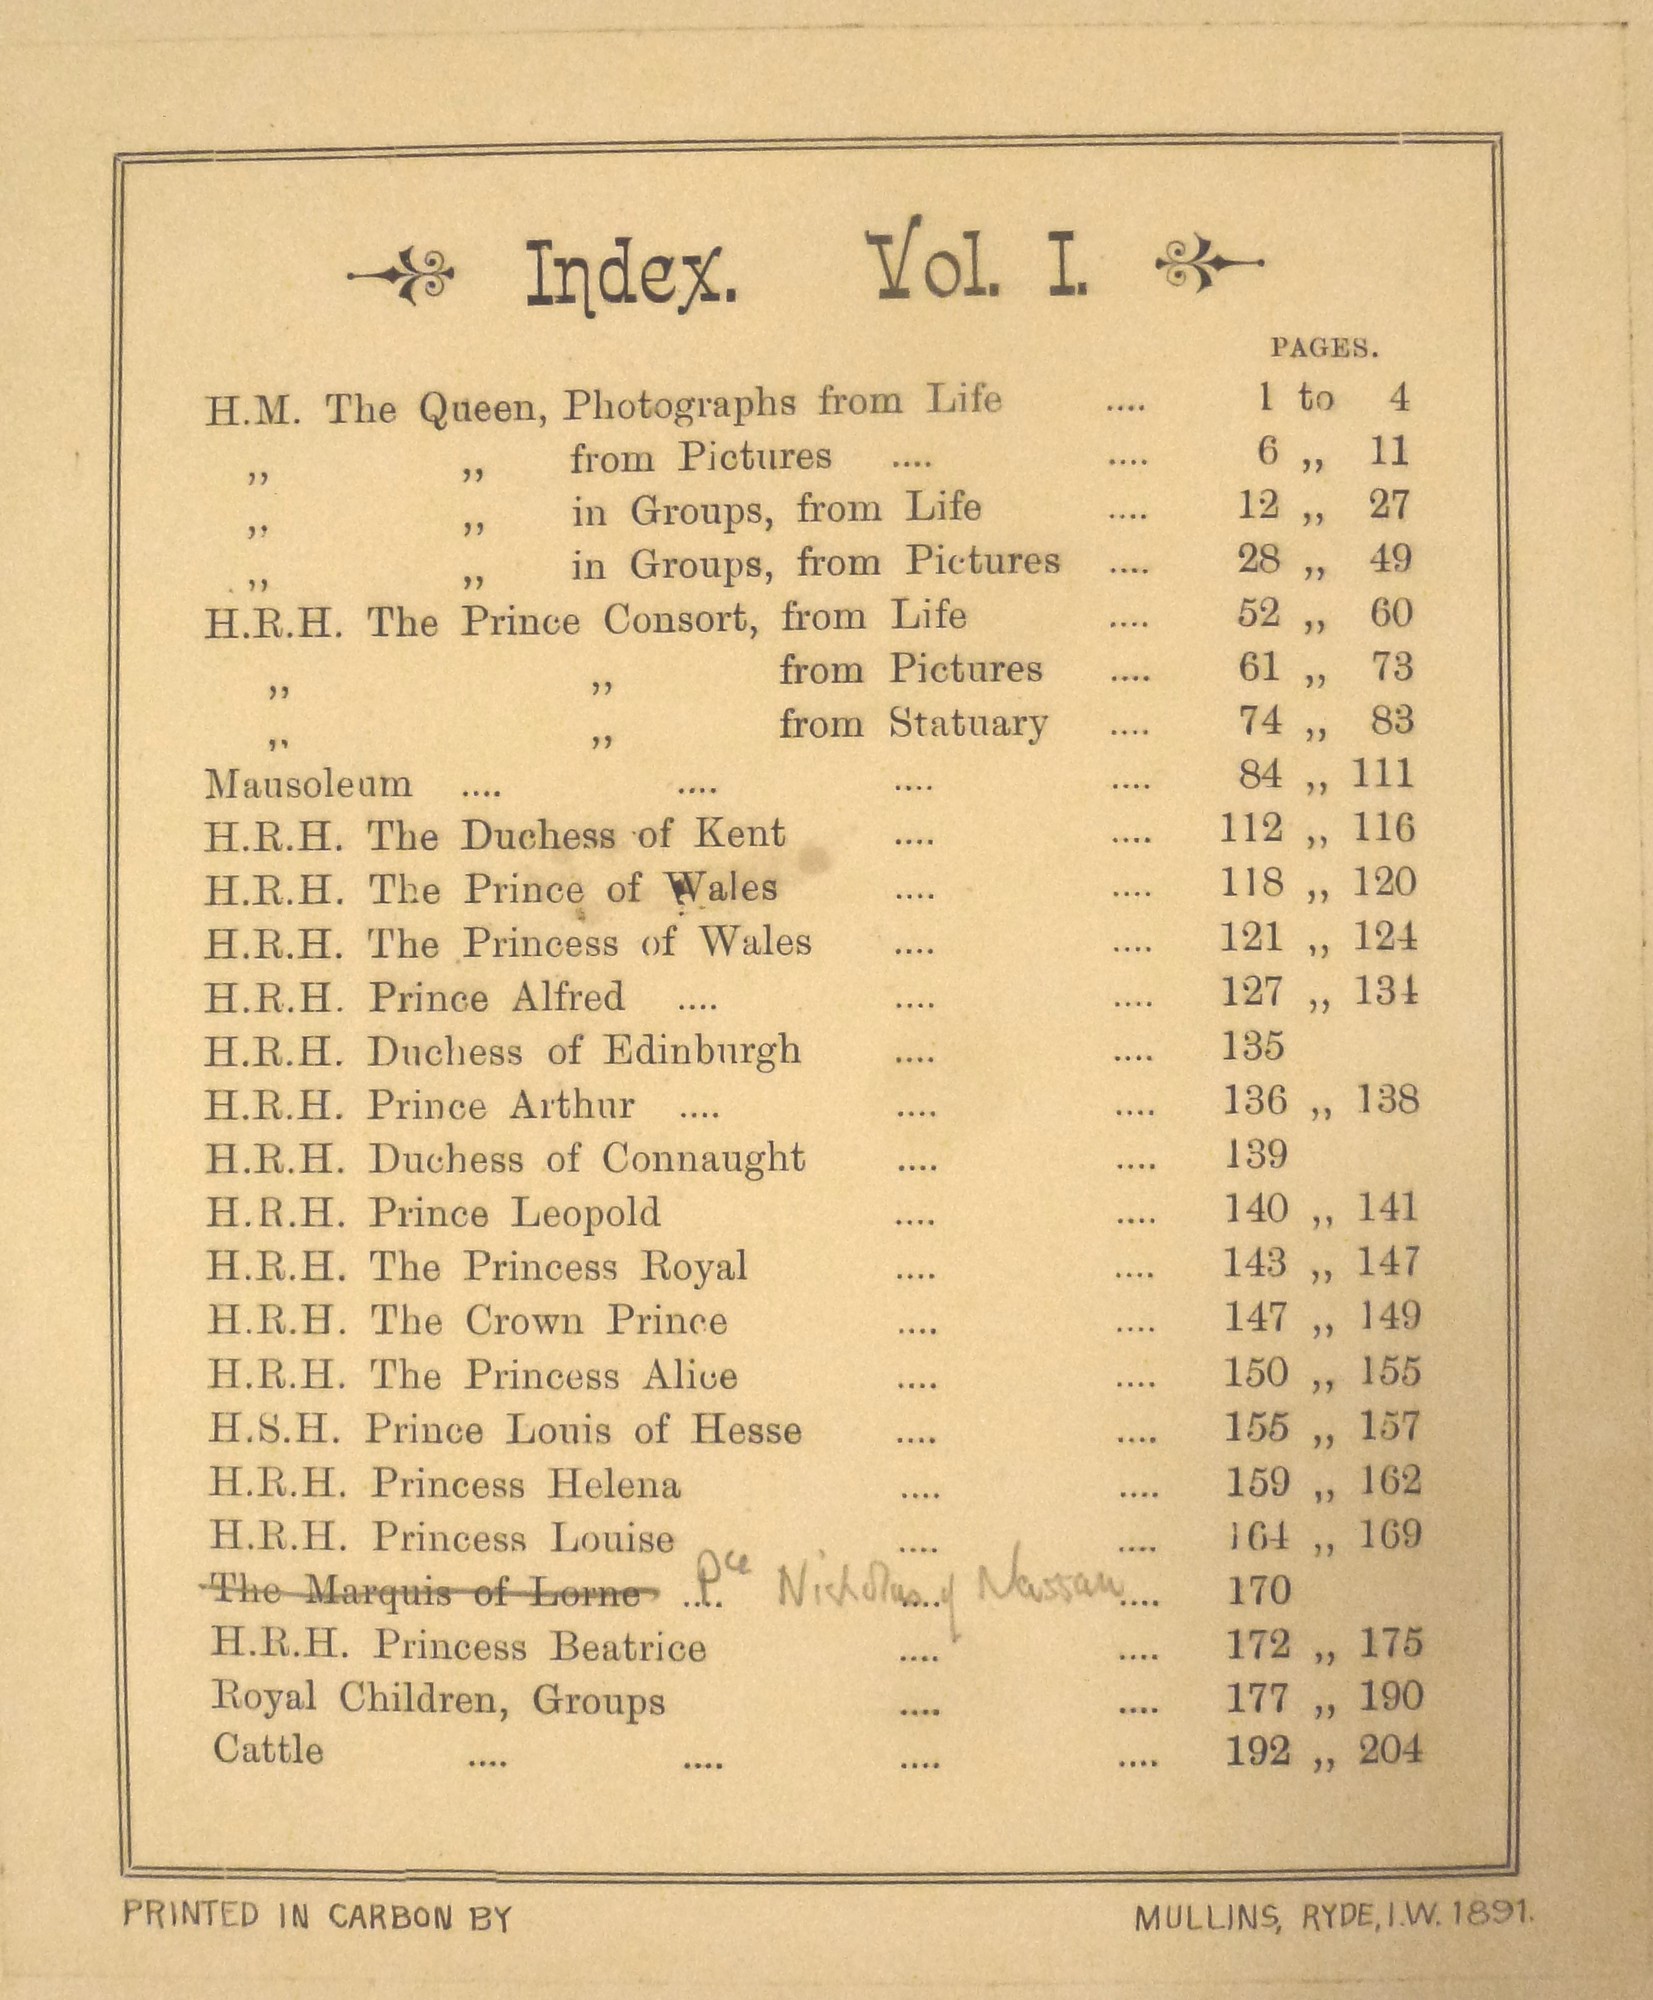 Index. Vol. I.
PAGES.
H.M. The Queen, Photographs from Life .... 1 to 4
,, ,, from Pictures .... .... 6 ,, 11
,, ,, in Groups, from Life .... 12 ,, 27
,, ,, in Groups, from Pictures .... 28 ,, 49
H.R.H. The Prince Consort, from Life .... 52 ,, 60
,, ,, from Pictures .... 61 ,, 73
,, ,, from Statuary .... 74 ,, 83
Mausoleum .... .... .... .... 84 ,, 111
H.R.H. The Duchess of Kent .... .... 112 ,, 116
H.R.H. The Prince of Wales .... .... 118 ,, 120
H.R.H. The Princess of Wales .... .... 121 ,, 124
H.R.H. Prince Alfred .... .... .... 127 ,, 134
H.R.H. Duchess of Edinburgh .... .... 135
H.R.H. Prince Arthur .... .... .... 136 ,, 138
H.R.H. Duchess of Connaught .... .... 139
H.R.H. Prince Leopold .... .... 140 ,, 141
H.R.H. The Princess Royal .... .... 143 ,, 147
H.R.H. The Crown Prince .... .... 147 ,, 149
H.R.H. The Princess Alice .... .... 150 ,, 155
H.S.H. Prince Louis of Hesse .... .... 155 ,, 157
H.R.H. Princess Helena .... .... 159 ,, 162
H.R.H. Princess Louise .... .... 164 ,, 169
The Marquis of Lorne .... Pce Nicholas of Nassau .... .... 170
H.R.H. Princess Beatrice .... .... 172 ,, 175
Royal Children, Groups .... .... 177 ,, 190
Cattle .... .... .... .... 192 ,, 204
PRINTED IN CARBON BY MULLINS, RYDE, I.W. 1891.